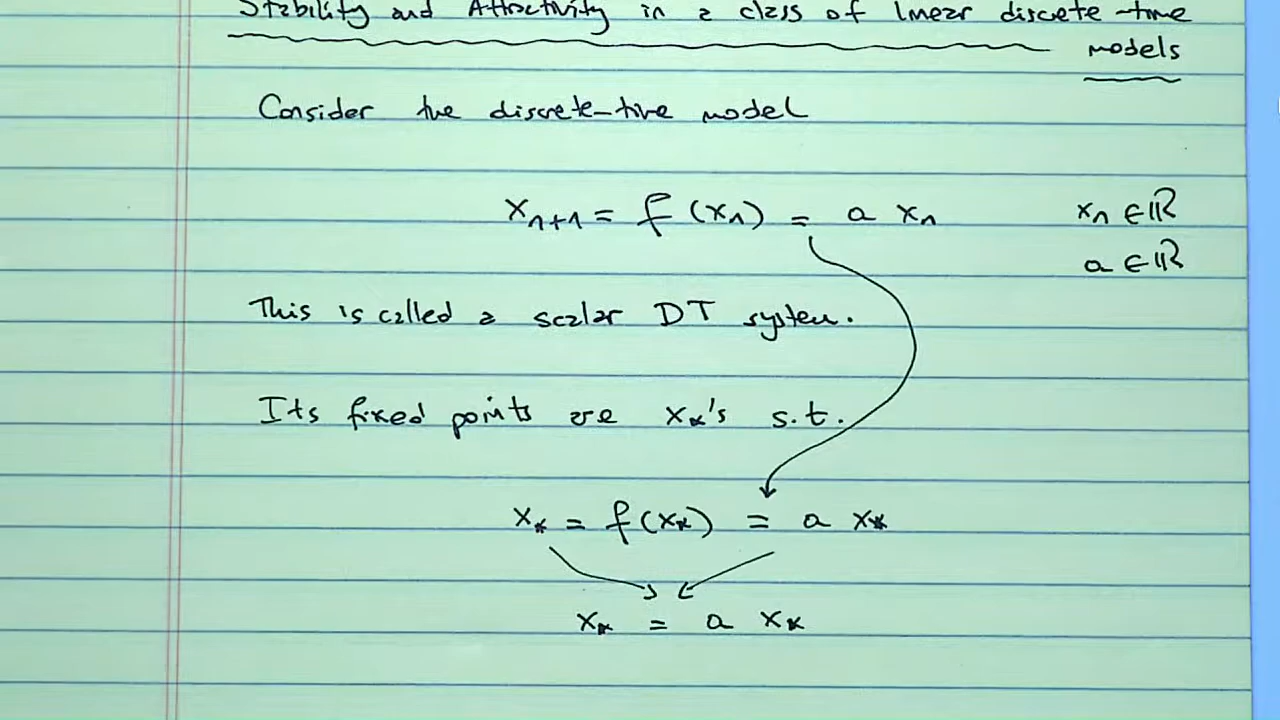 Stability and Attractivity in a class of linear discrete-time
models
Consider the discrete-time model
xₙ₊₁ = f(xₙ) = a xₙ    xₙ ∈ ℝ
a ∈ ℝ
This is called a scalar DT system.
Its fixed points are x*'s s.t.
x* = f(x*) = a x*
x* = a x*